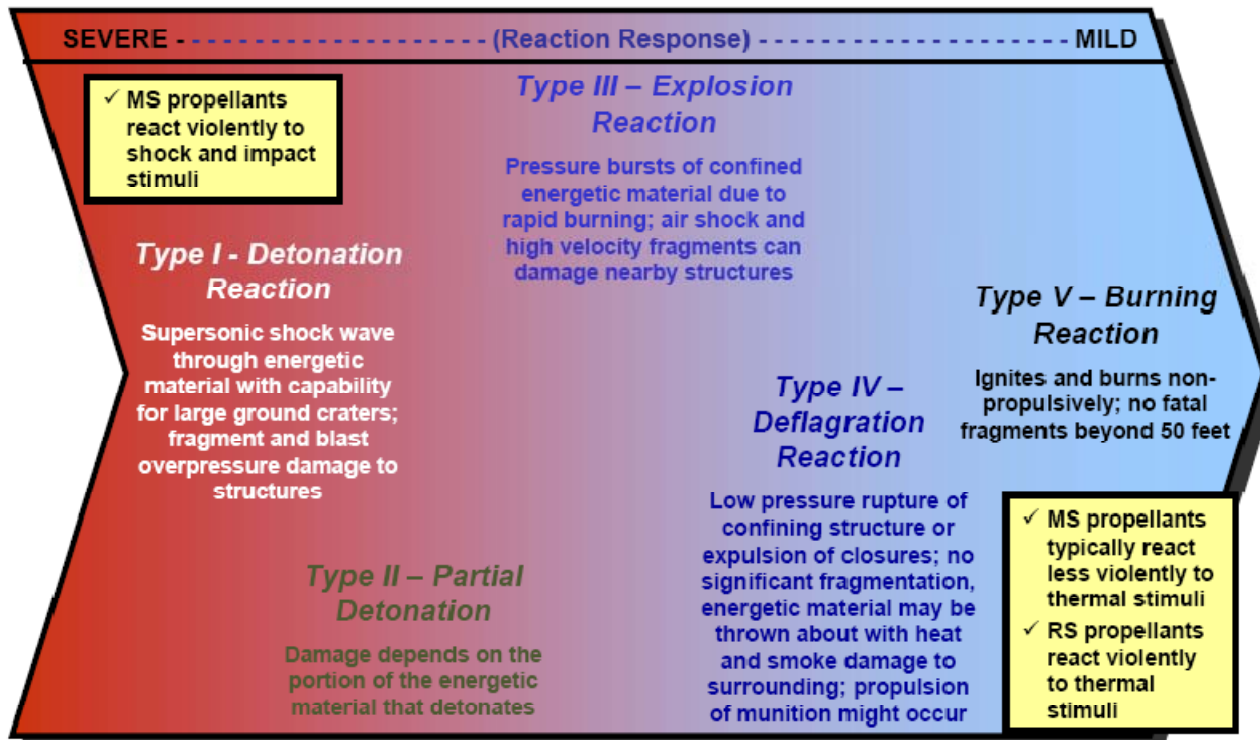 SEVERE - - - - - - - - - - - - - - - - - - - - - - (Reaction Response) - - - - - - - - - - - - - - - - - - - - - - MILD
✓ MS propellants
react violently to
shock and impact
stimuli
Type I - Detonation
Reaction
Supersonic shock wave
through energetic
material with capability
for large ground craters;
fragment and blast
overpressure damage to
structures
Type II – Partial
Detonation
Damage depends on the
portion of the energetic
material that detonates
Type III – Explosion
Reaction
Pressure bursts of confined
energetic material due to
rapid burning; air shock and
high velocity fragments can
damage nearby structures
Type IV –
Deflagration
Reaction
Low pressure rupture of
confining structure or
expulsion of closures; no
significant fragmentation,
energetic material may be
thrown about with heat
and smoke damage to
surrounding; propulsion
of munition might occur
Type V – Burning
Reaction
Ignites and burns non-
propulsively; no fatal
fragments beyond 50 feet
✓ MS propellants
typically react
less violently to
thermal stimuli
✓ RS propellants
react violently
to thermal
stimuli